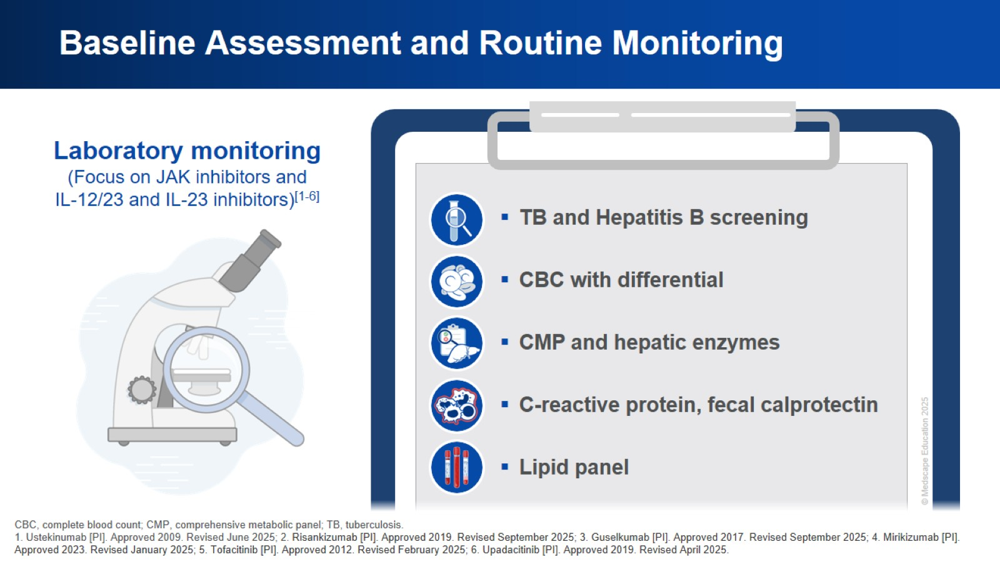 Baseline Assessment and Routine Monitoring
Laboratory monitoring
(Focus on JAK inhibitors and
IL-12/23 and IL-23 inhibitors)[1-6]
▪ TB and Hepatitis B screening
▪ CBC with differential
▪ CMP and hepatic enzymes
▪ C-reactive protein, fecal calprotectin
▪ Lipid panel
© Medscape Education 2025
CBC, complete blood count; CMP, comprehensive metabolic panel; TB, tuberculosis.
1. Ustekinumab [PI]. Approved 2009. Revised June 2025; 2. Risankizumab [PI]. Approved 2019. Revised September 2025; 3. Guselkumab [PI]. Approved 2017. Revised September 2025; 4. Mirikizumab [PI].
Approved 2023. Revised January 2025; 5. Tofacitinib [PI]. Approved 2012. Revised February 2025; 6. Upadacitinib [PI]. Approved 2019. Revised April 2025.